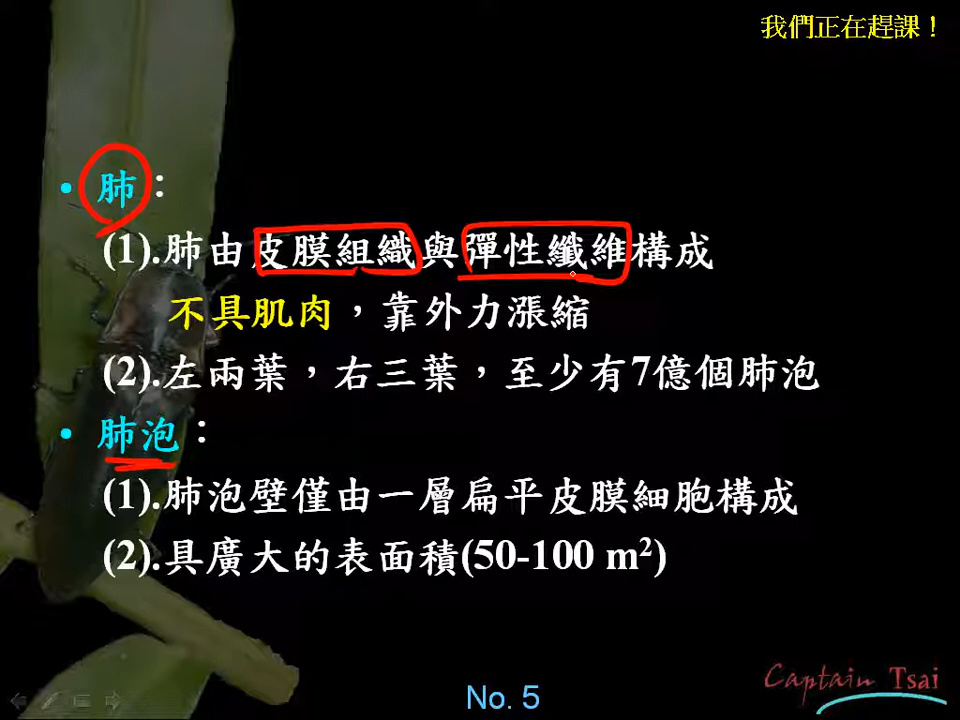 我們正在趕課！
• 肺：
(1).肺由皮膜組織與彈性纖維構成
不具肌肉，靠外力漲縮
(2).左兩葉，右三葉，至少有7億個肺泡
• 肺泡：
(1).肺泡壁僅由一層扁平皮膜細胞構成
(2).具廣大的表面積(50-100 m²)
No. 5
Captain Tsai